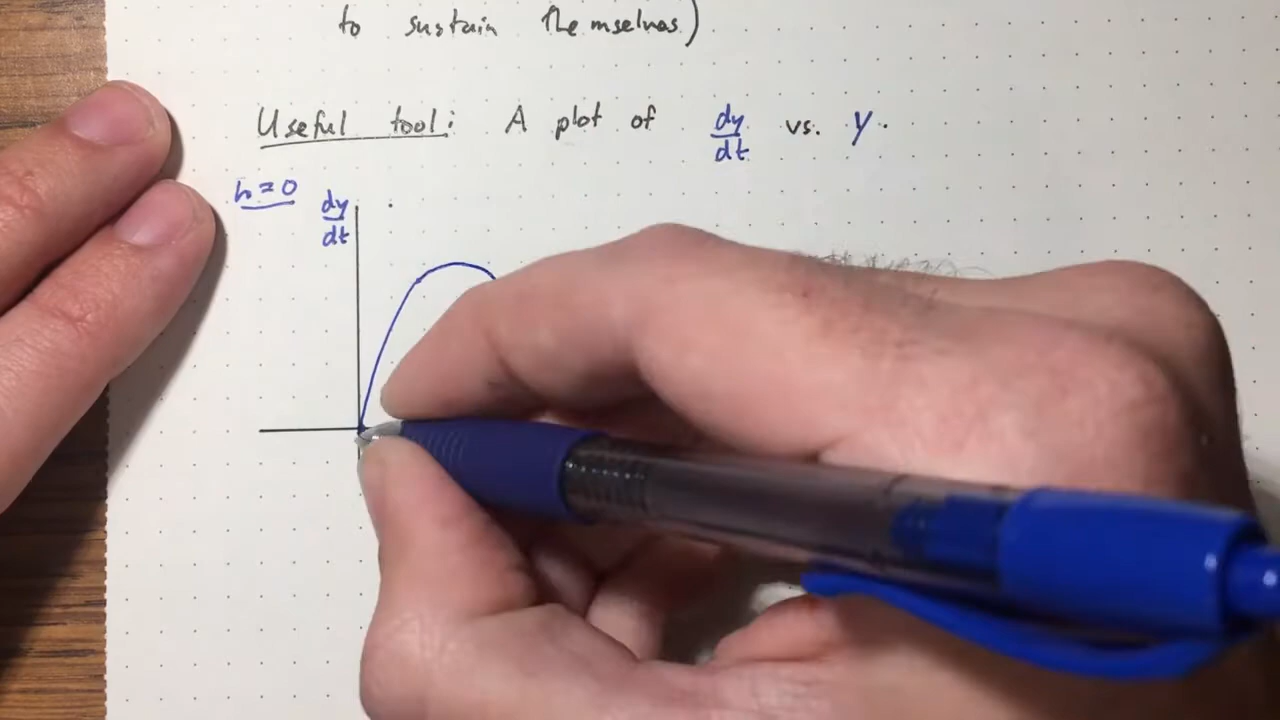 to sustain themselves)
Useful tool: A plot of dy/dt vs. y.
h=0
dy/dt